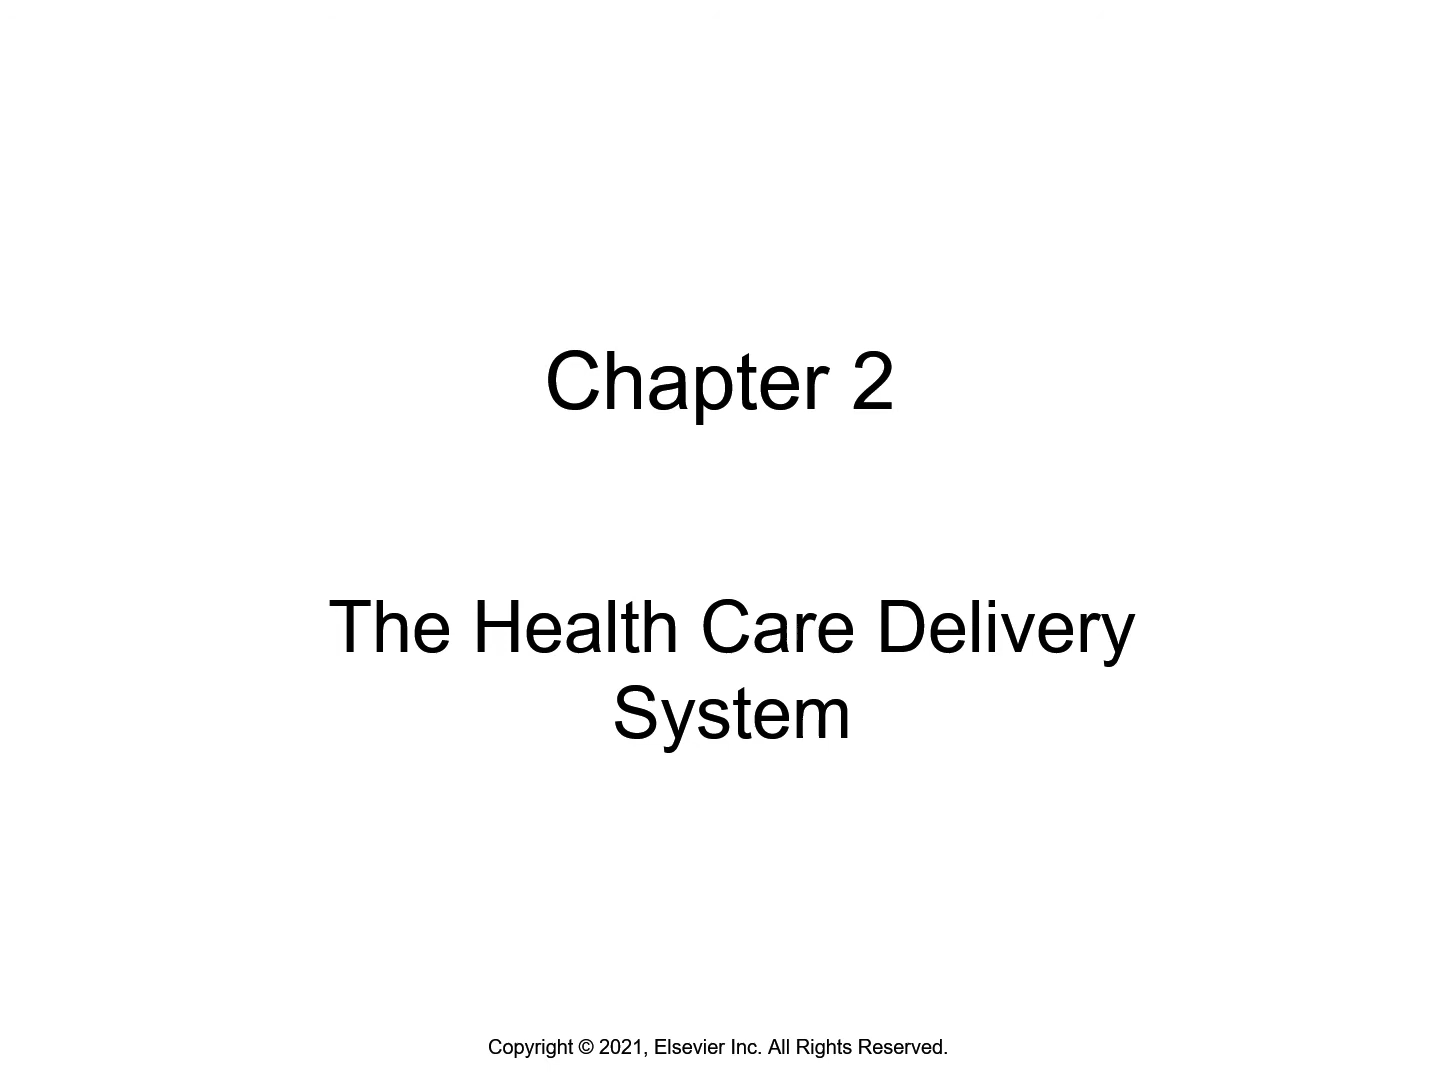 Chapter 2
The Health Care Delivery
System
Copyright © 2021, Elsevier Inc. All Rights Reserved.